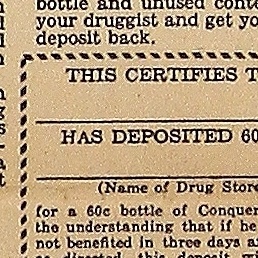 bottle and unused conte
your druggist and get yo
deposit back.
THIS CERTIFIES T
HAS DEPOSITED 60
(Name of Drug Store
for a 60c bottle of Conquer
the understanding that if he
not benefited in three days a